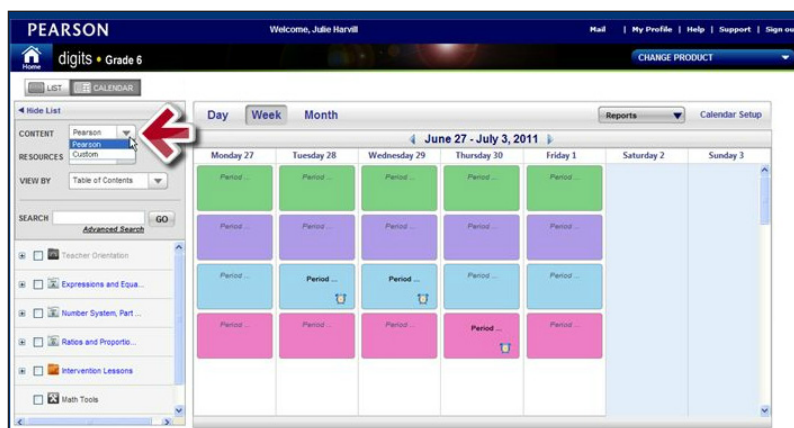 PEARSON
Welcome, Julie Harvill
Mail | My Profile | Help | Support | Sign ou
Home
digits • Grade 6
CHANGE PRODUCT
LIST
CALENDAR
Hide List
CONTENT Pearson
Pearson
Custom
RESOURCES
VIEW BY Table of Contents
SEARCH GO
Advanced Search
Teacher Orientation
Expressions and Equa...
Number System, Part ...
Ratios and Proportio...
Intervention Lessons
Math Tools
Day Week Month
Reports
Calendar Setup
June 27 - July 3, 2011
Monday 27 Tuesday 28 Wednesday 29 Thursday 30 Friday 1 Saturday 2 Sunday 3
Period ... Period ... Period ... Period ... Period ...
Period ... Period ... Period ... Period ... Period ...
Period ... Period ... Period ... Period ... Period ...
Period ... Period ... Period ... Period ... Period ...